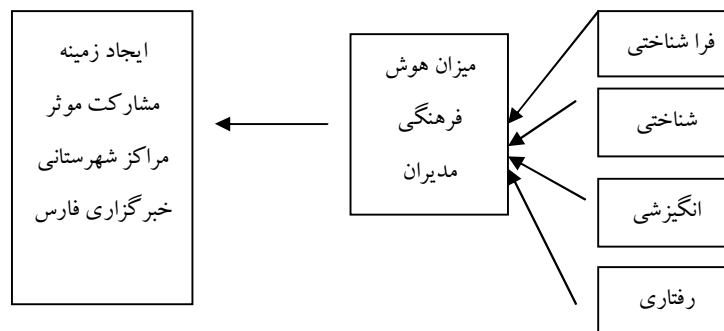 فرا شناختی
شناختی
انگیزشی
رفتاری
میزان هوش
فرهنگی
مدیران
ایجاد زمینه
مشارکت موثر
مراکز شهرستانی
خبرگزاری فارس